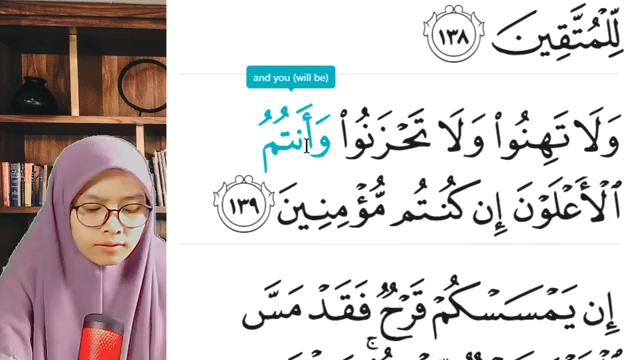 لِّلْمُتَّقِينَ ١٣٨
and you (will be)
وَلَا تَهِنُوا۟ وَلَا تَحْزَنُوا۟ وَأَنتُمُ
ٱلْأَعْلَوْنَ إِن كُنتُم مُّؤْمِنِينَ ١٣٩
إِن يَمْسَسْكُمْ قَرْحٌ فَقَدْ مَسَّ